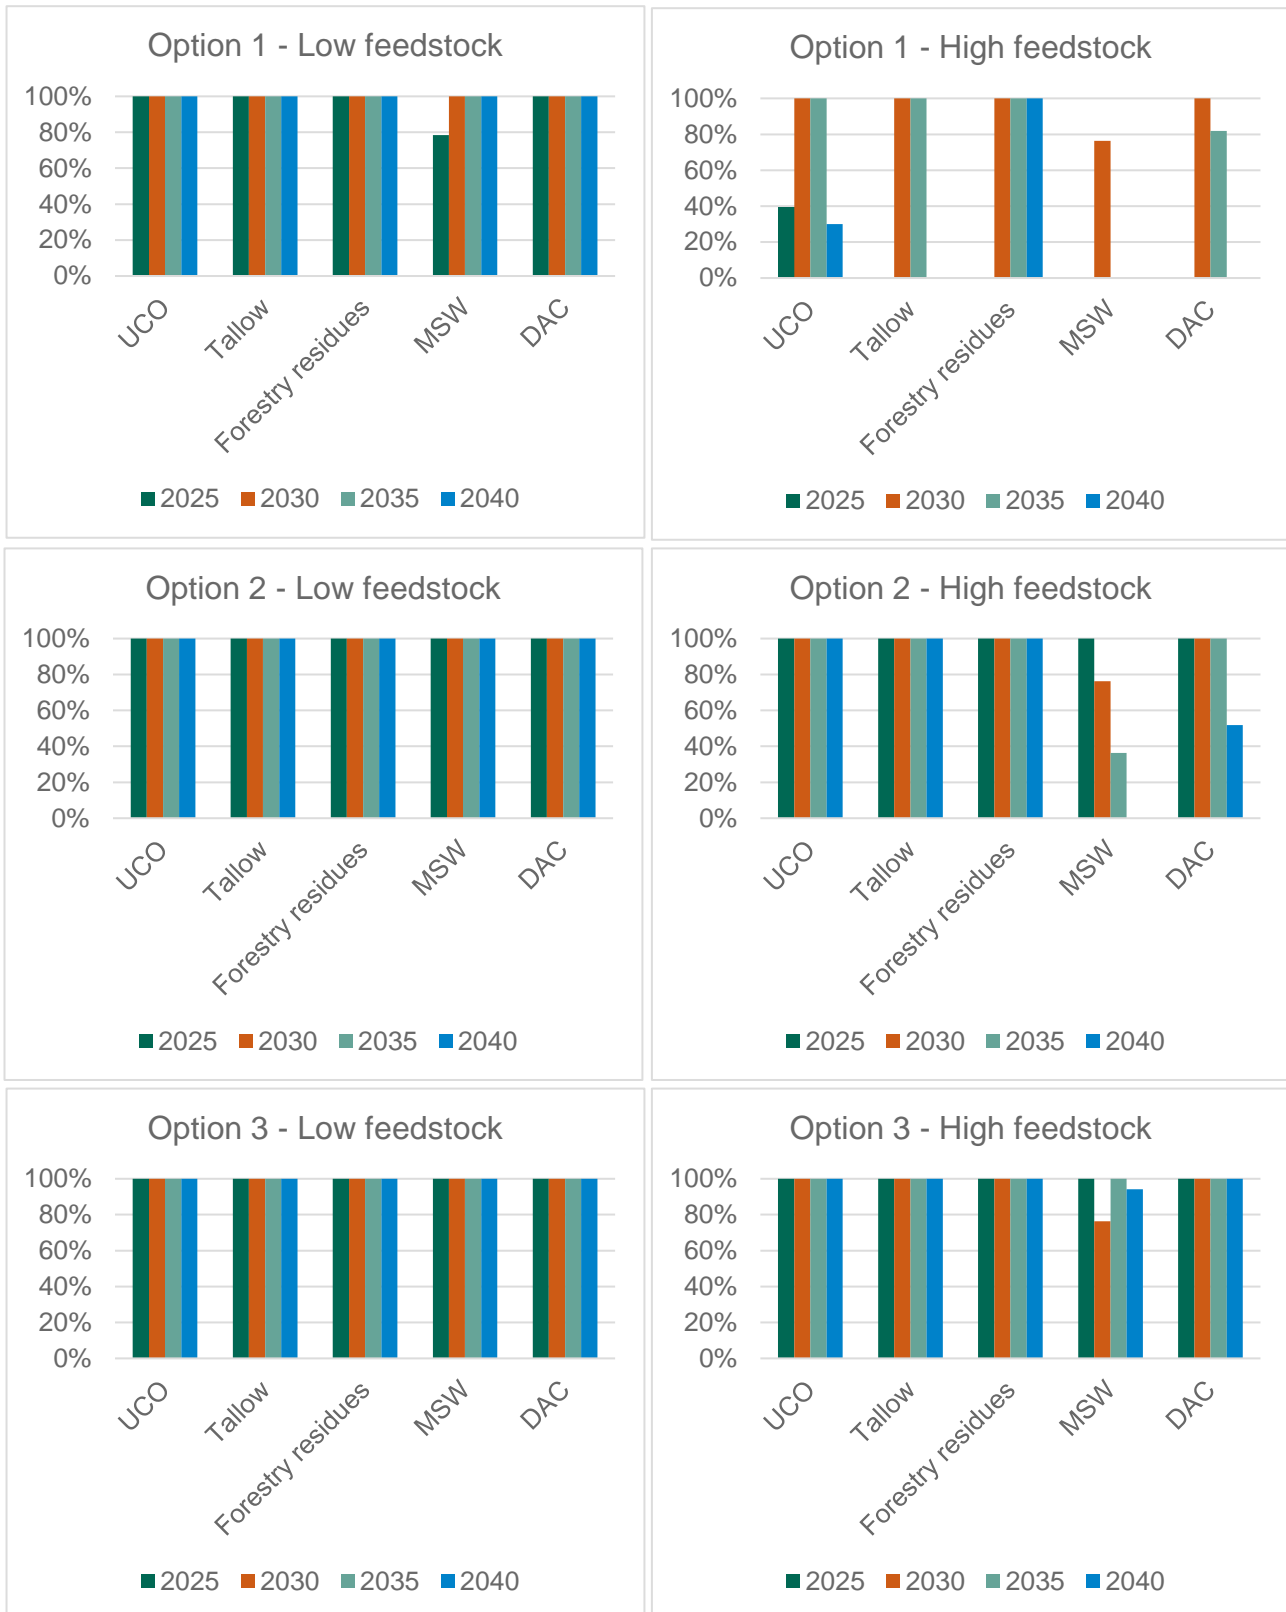 Option 1 - Low feedstock
100%
80%
60%
40%
20%
0%
UCO
Tallow
Forestry residues
MSW
DAC
2025 2030 2035 2040
Option 1 - High feedstock
100%
80%
60%
40%
20%
0%
UCO
Tallow
Forestry residues
MSW
DAC
2025 2030 2035 2040
Option 2 - Low feedstock
100%
80%
60%
40%
20%
0%
UCO
Tallow
Forestry residues
MSW
DAC
2025 2030 2035 2040
Option 2 - High feedstock
100%
80%
60%
40%
20%
0%
UCO
Tallow
Forestry residues
MSW
DAC
2025 2030 2035 2040
Option 3 - Low feedstock
100%
80%
60%
40%
20%
0%
UCO
Tallow
Forestry residues
MSW
DAC
2025 2030 2035 2040
Option 3 - High feedstock
100%
80%
60%
40%
20%
0%
UCO
Tallow
Forestry residues
MSW
DAC
2025 2030 2035 2040